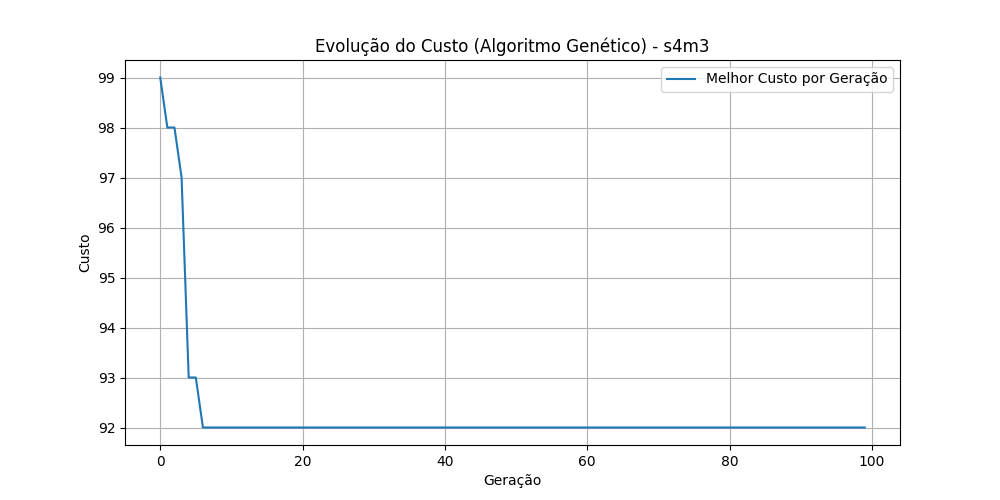 Evolução do Custo (Algoritmo Genético) - s4m3
Melhor Custo por Geração
99
98
97
96
95
94
93
92
Custo
0 20 40 60 80 100
Geração